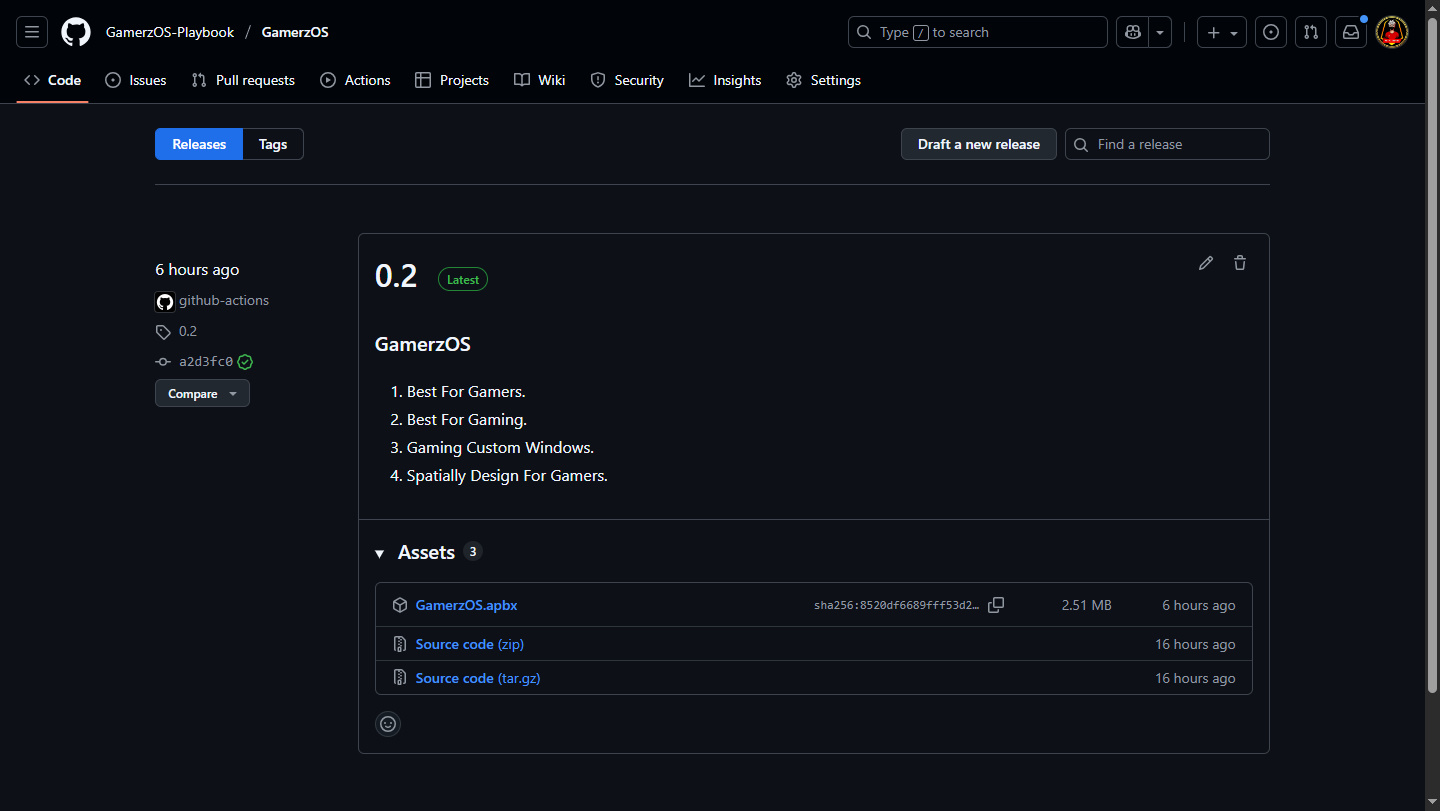 GamerzOS-Playbook / GamerzOS
Type / to search
Code
Issues
Pull requests
Actions
Projects
Wiki
Security
Insights
Settings
Releases
Tags
Draft a new release
Find a release
6 hours ago
github-actions
0.2
a2d3fc0
Compare
0.2 Latest
GamerzOS
1. Best For Gamers.
2. Best For Gaming.
3. Gaming Custom Windows.
4. Spatially Design For Gamers.
Assets 3
GamerzOS.apbx sha256:8520df6689fff53d2… 2.51 MB 6 hours ago
Source code (zip) 16 hours ago
Source code (tar.gz) 16 hours ago